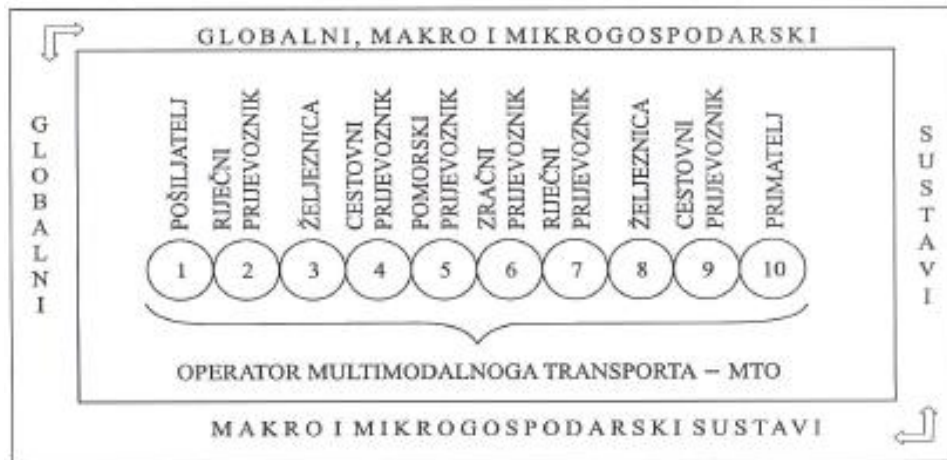 GLOBALNI, MAKRO I MIKROGOSPODARSKI
GLOBALNI
SUSTAVI
POŠILJATELJ
RIJEČNI
PRIJEVOZNIK
ŽELJEZNICA
CESTOVNI
PRIJEVOZNIK
POMORSKI
PRIJEVOZNIK
ZRAČNI
PRIJEVOZNIK
RIJEČNI
PRIJEVOZNIK
ŽELJEZNICA
CESTOVNI
PRIJEVOZNIK
PRIMATELJ
1 2 3 4 5 6 7 8 9 10
OPERATOR MULTIMODALNOGA TRANSPORTA – MTO
MAKRO I MIKROGOSPODARSKI SUSTAVI